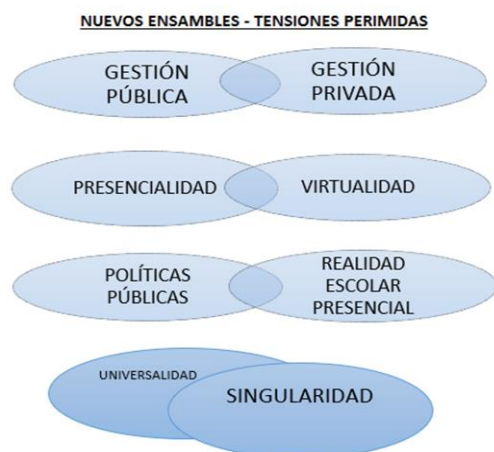 NUEVOS ENSAMBLES - TENSIONES PERIMIDAS
GESTIÓN
PÚBLICA
GESTIÓN
PRIVADA
PRESENCIALIDAD
VIRTUALIDAD
POLÍTICAS
PÚBLICAS
REALIDAD
ESCOLAR
PRESENCIAL
UNIVERSALIDAD
SINGULARIDAD